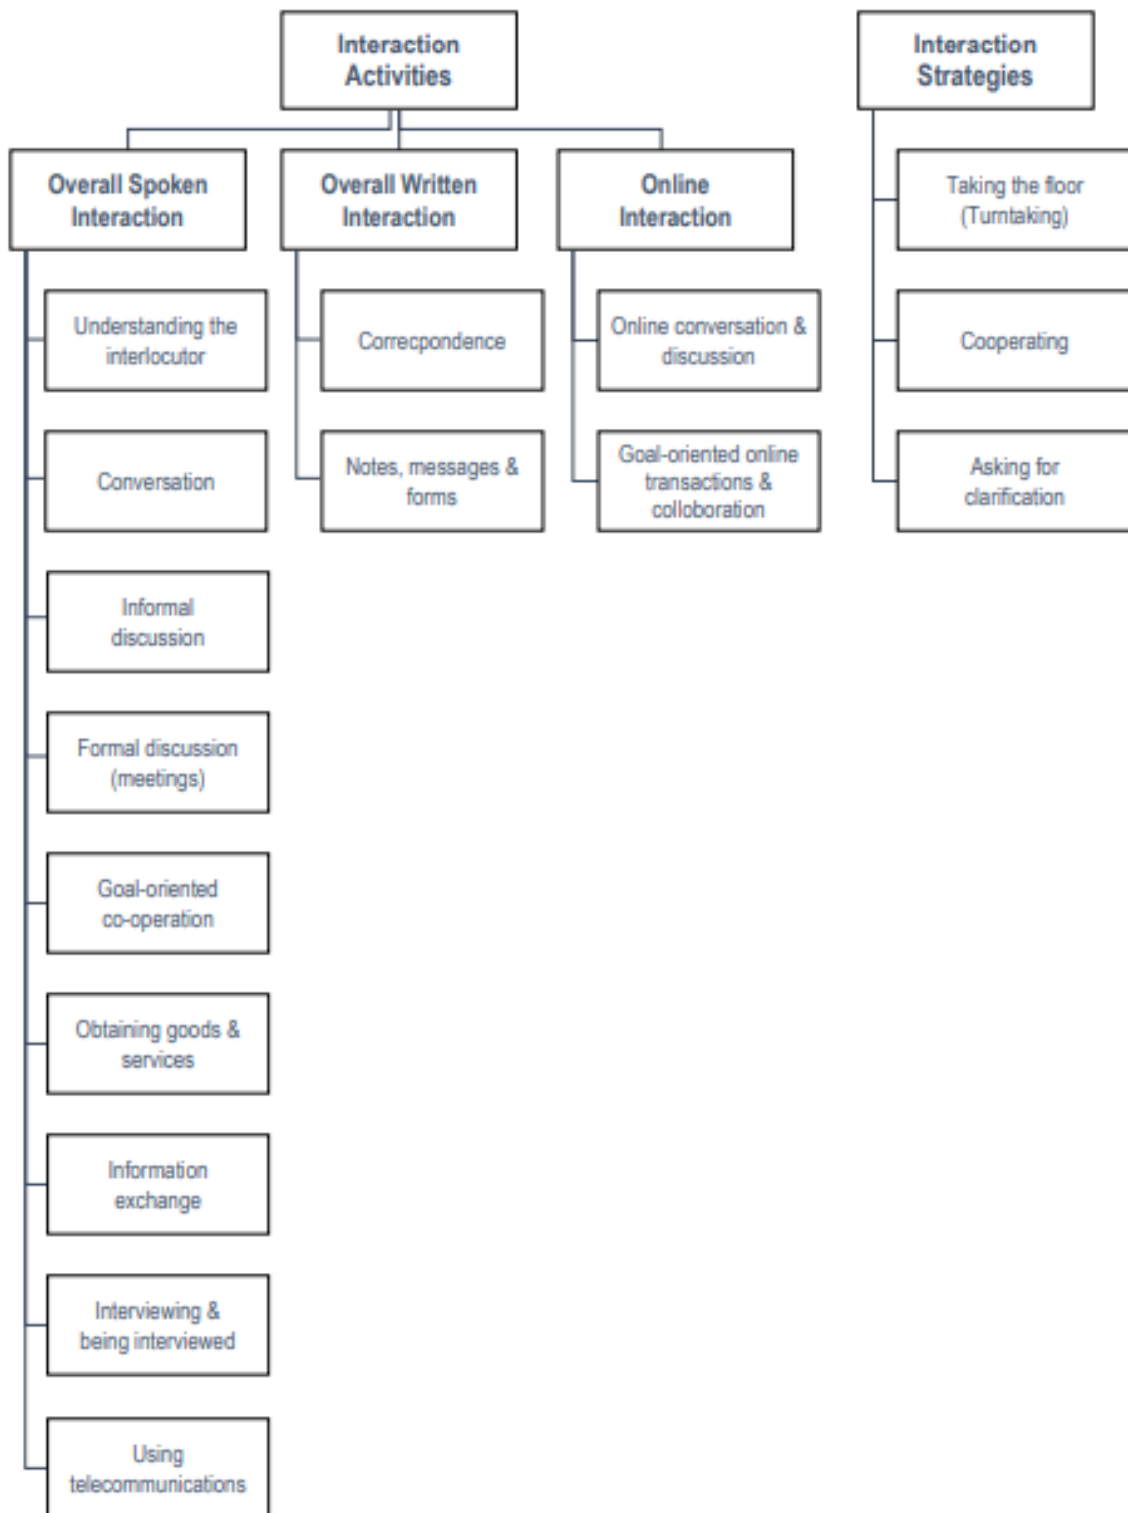 Interaction
Activities
Interaction
Strategies
Overall Spoken
Interaction
Overall Written
Interaction
Online
Interaction
Taking the floor
(Turntaking)
Understanding the
interlocutor
Correcpondence
Online conversation &
discussion
Cooperating
Conversation
Notes, messages &
forms
Goal-oriented online
transactions &
colloboration
Asking for
clarification
Informal
discussion
Formal discussion
(meetings)
Goal-oriented
co-operation
Obtaining goods &
services
Information
exchange
Interviewing &
being interviewed
Using
telecommunications